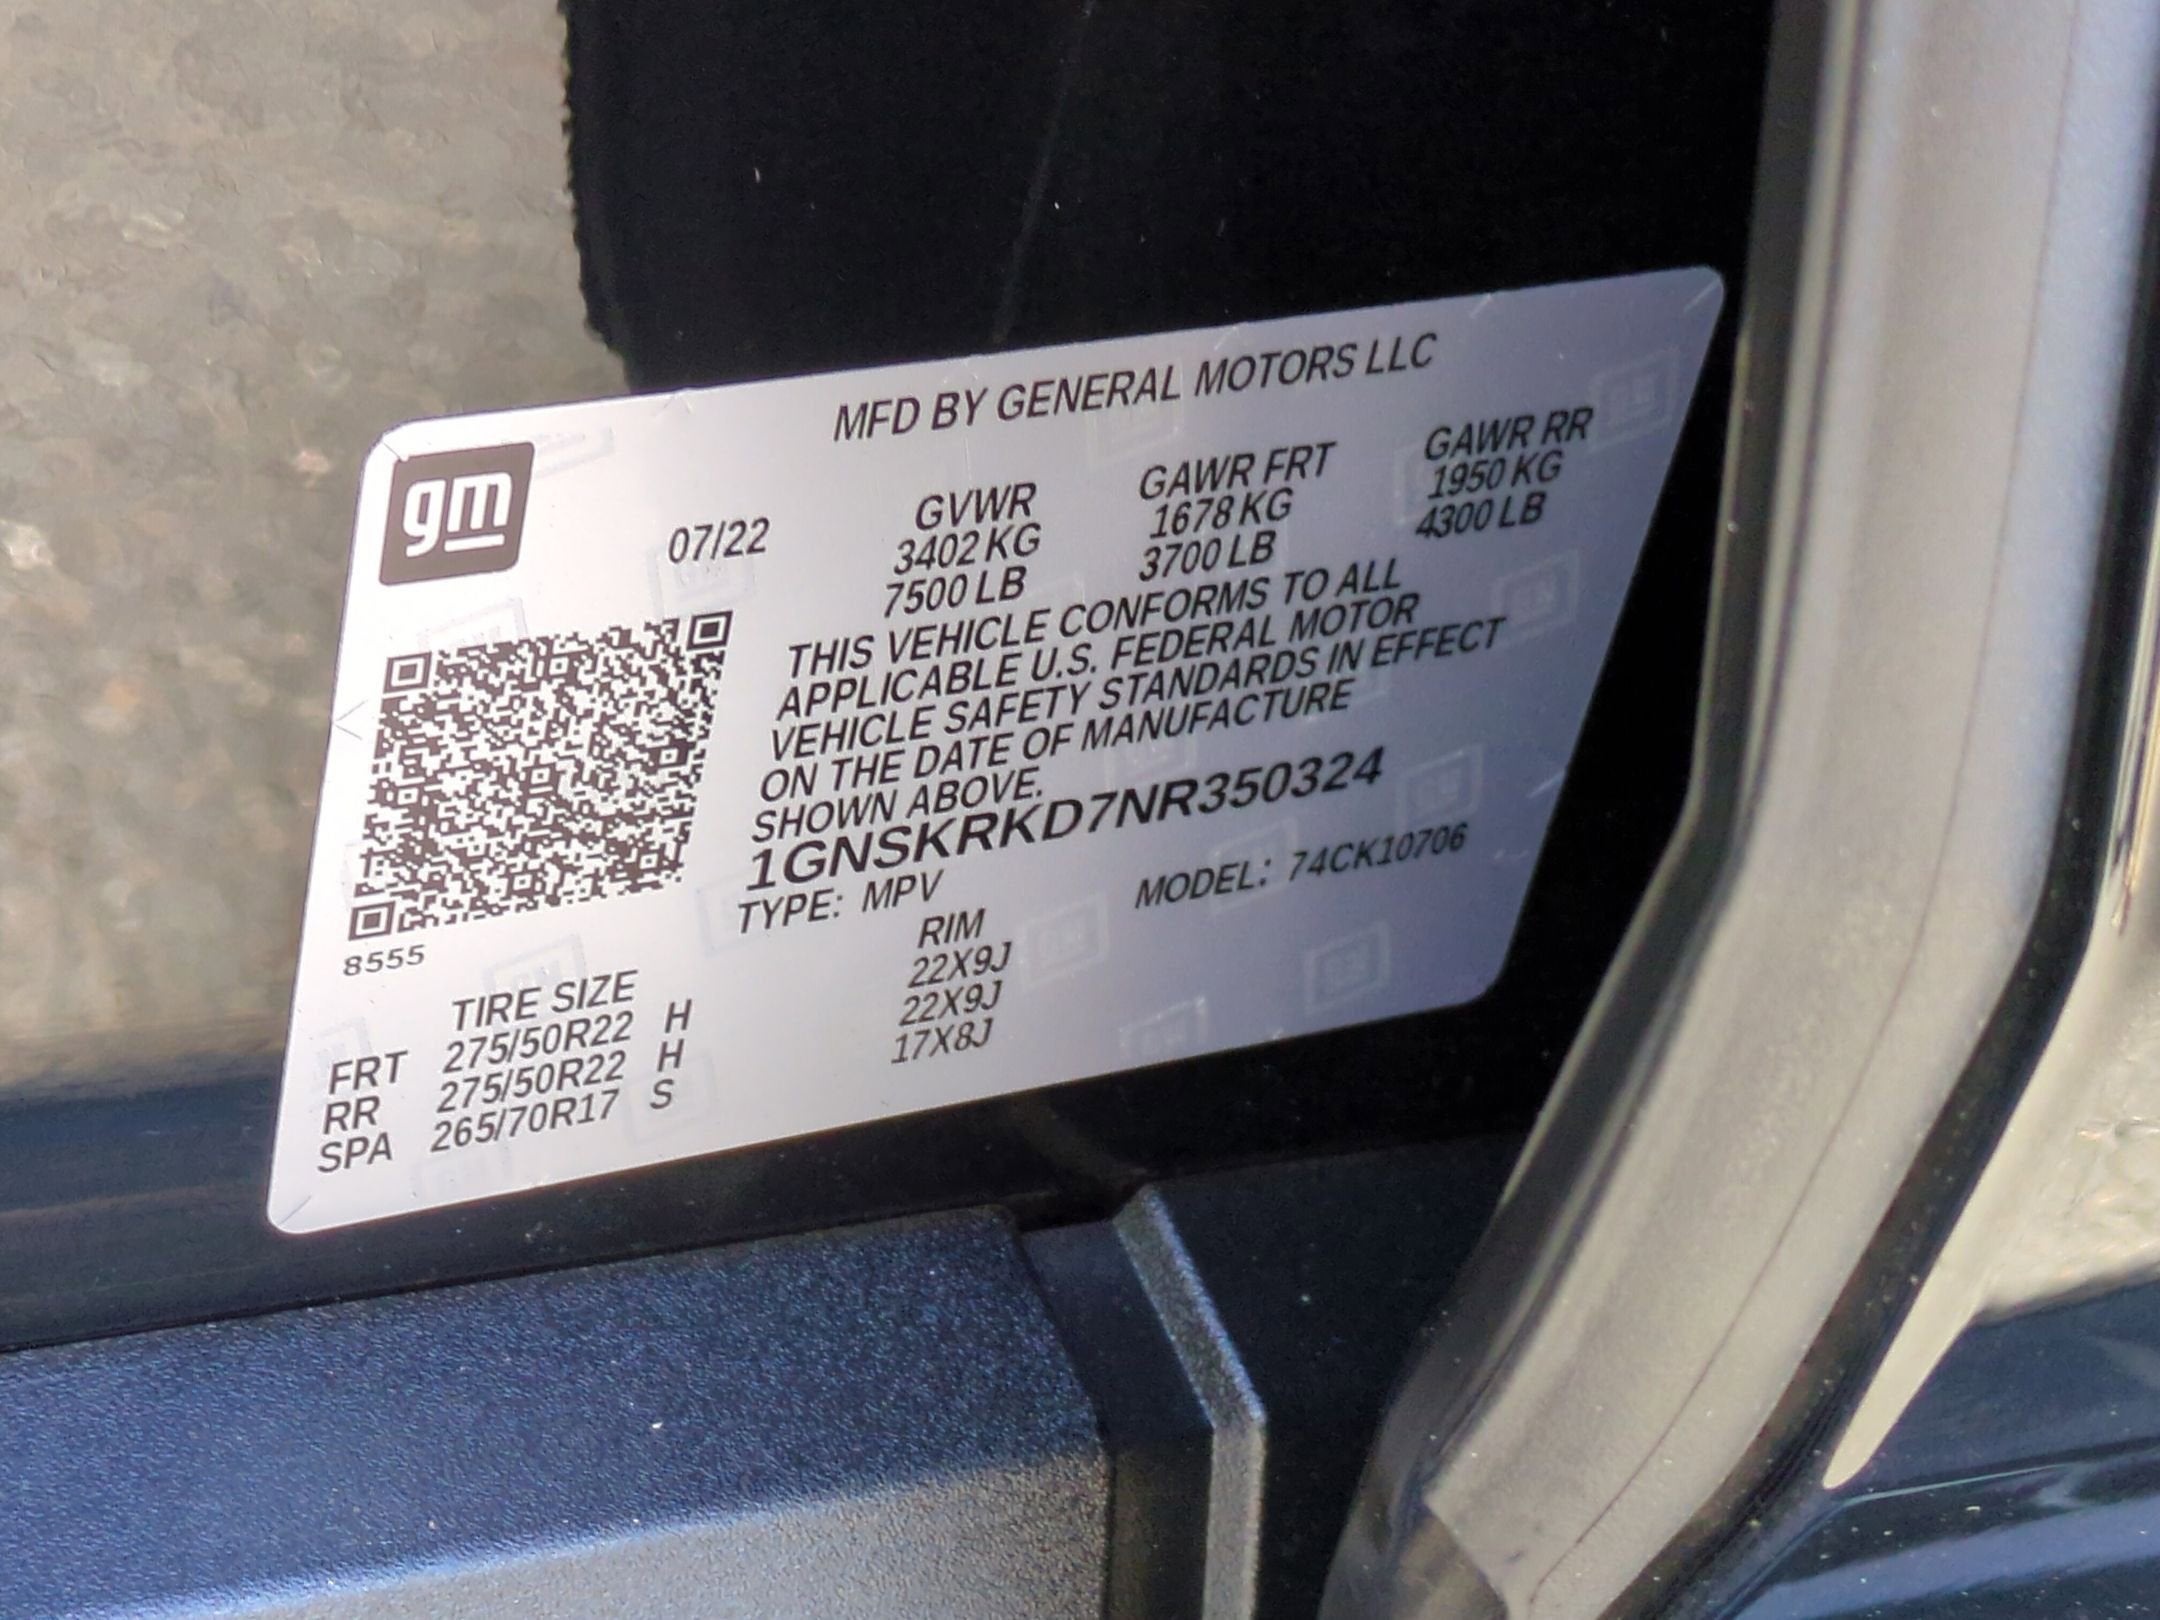 MFD BY GENERAL MOTORS LLC
gm
07/22 GVWR GAWR FRT GAWR RR
3402 KG 1678 KG 1950 KG
7500 LB 3700 LB 4300 LB
THIS VEHICLE CONFORMS TO ALL
APPLICABLE U.S. FEDERAL MOTOR
VEHICLE SAFETY STANDARDS IN EFFECT
ON THE DATE OF MANUFACTURE
SHOWN ABOVE.
1GNSKRKD7NR350324
TYPE: MPV MODEL: 74CK10706
8555
TIRE SIZE RIM
FRT 275/50R22 H 22X9J
RR 275/50R22 H 22X9J
SPA 265/70R17 S 17X8J